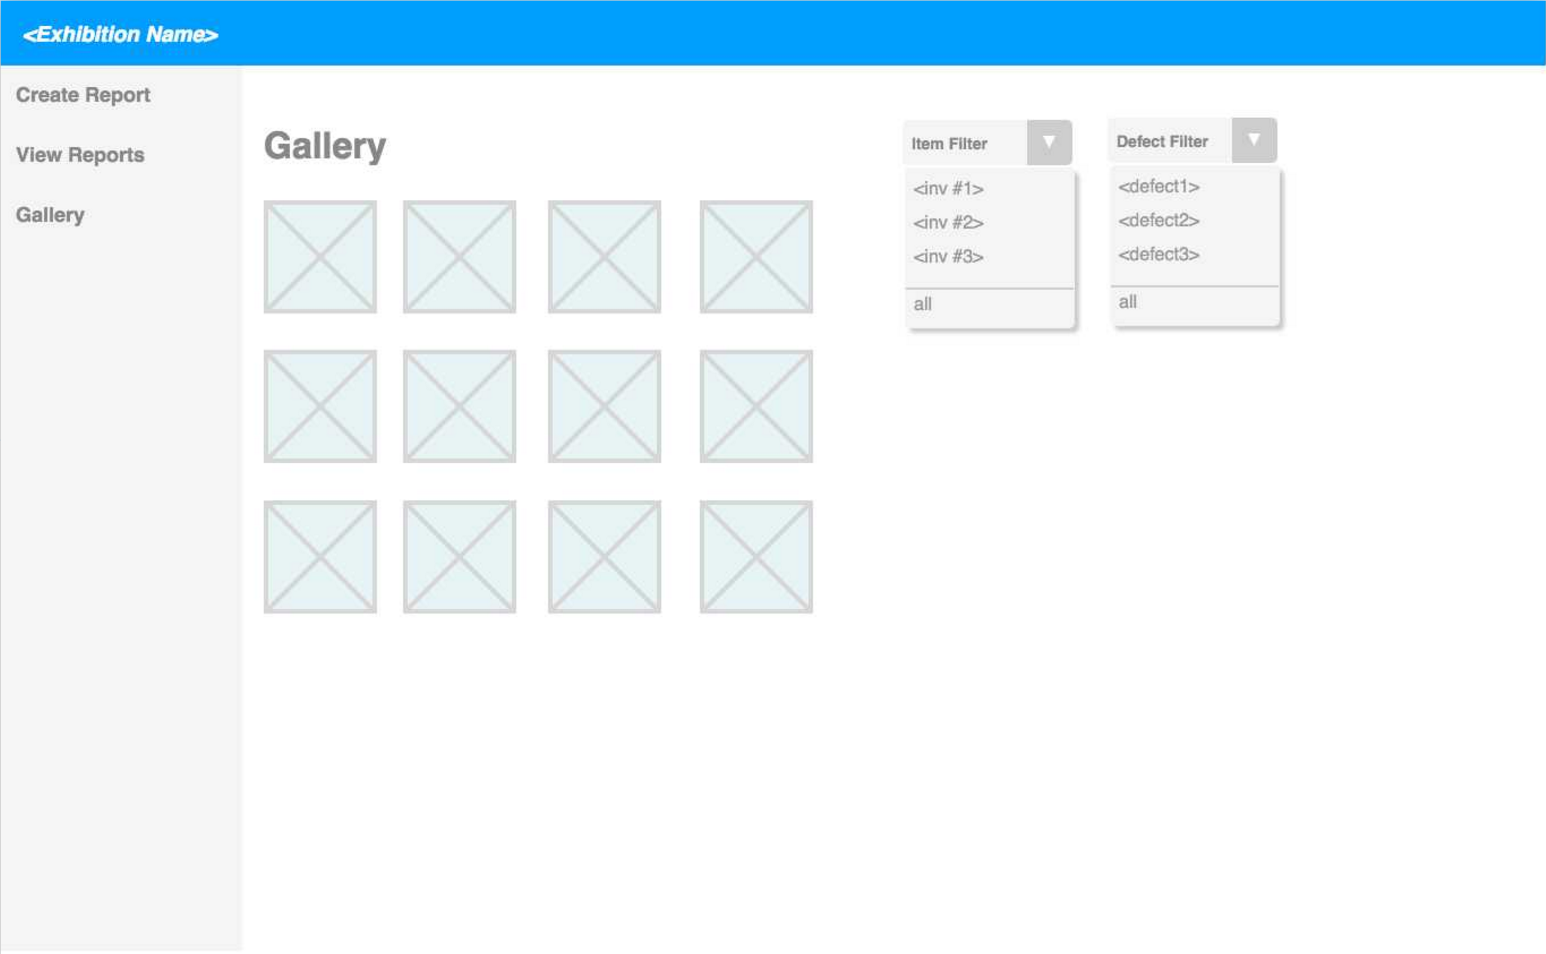 <Exhibition Name>
Create Report
View Reports
Gallery
Gallery
Item Filter
<inv #1>
<inv #2>
<inv #3>
all
Defect Filter
<defect1>
<defect2>
<defect3>
all